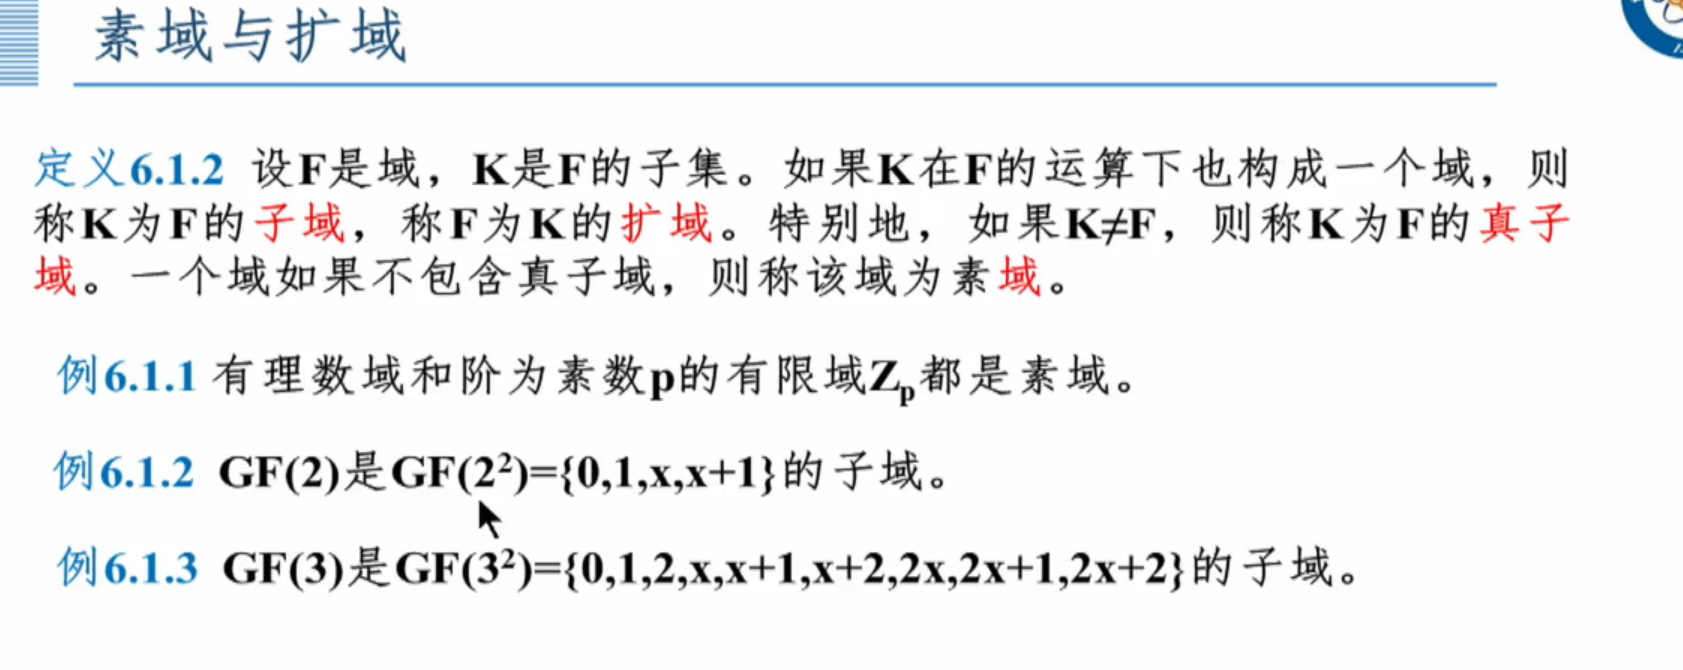 素域与扩域
定义6.1.2 设F是域，K是F的子集。如果K在F的运算下也构成一个域，则
称K为F的子域，称F为K的扩域。特别地，如果K≠F，则称K为F的真子
域。一个域如果不包含真子域，则称该域为素域。
例6.1.1 有理数域和阶为素数p的有限域Zₚ都是素域。
例6.1.2 GF(2)是GF(2²)={0,1,x,x+1}的子域。
例6.1.3 GF(3)是GF(3²)={0,1,2,x,x+1,x+2,2x,2x+1,2x+2}的子域。